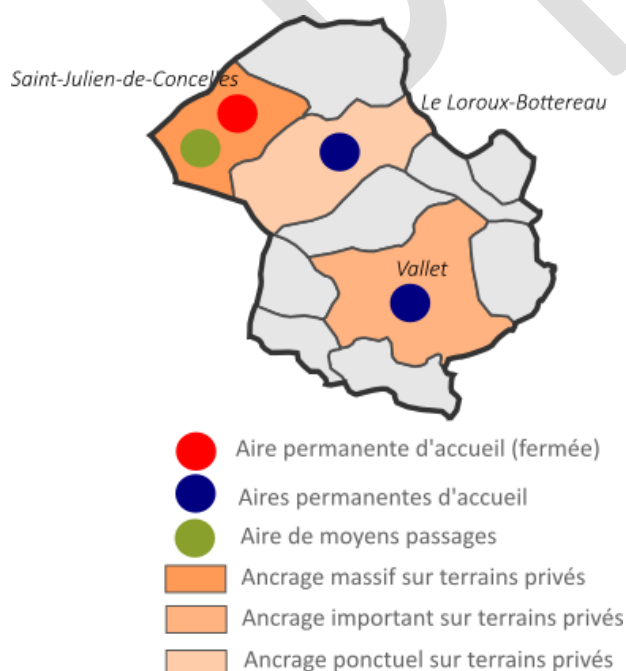 Saint-Julien-de-Concelles
Le Loroux-Bottereau
Vallet
Aire permanente d'accueil (fermée)
Aires permanentes d'accueil
Aire de moyens passages
Ancrage massif sur terrains privés
Ancrage important sur terrains privés
Ancrage ponctuel sur terrains privés